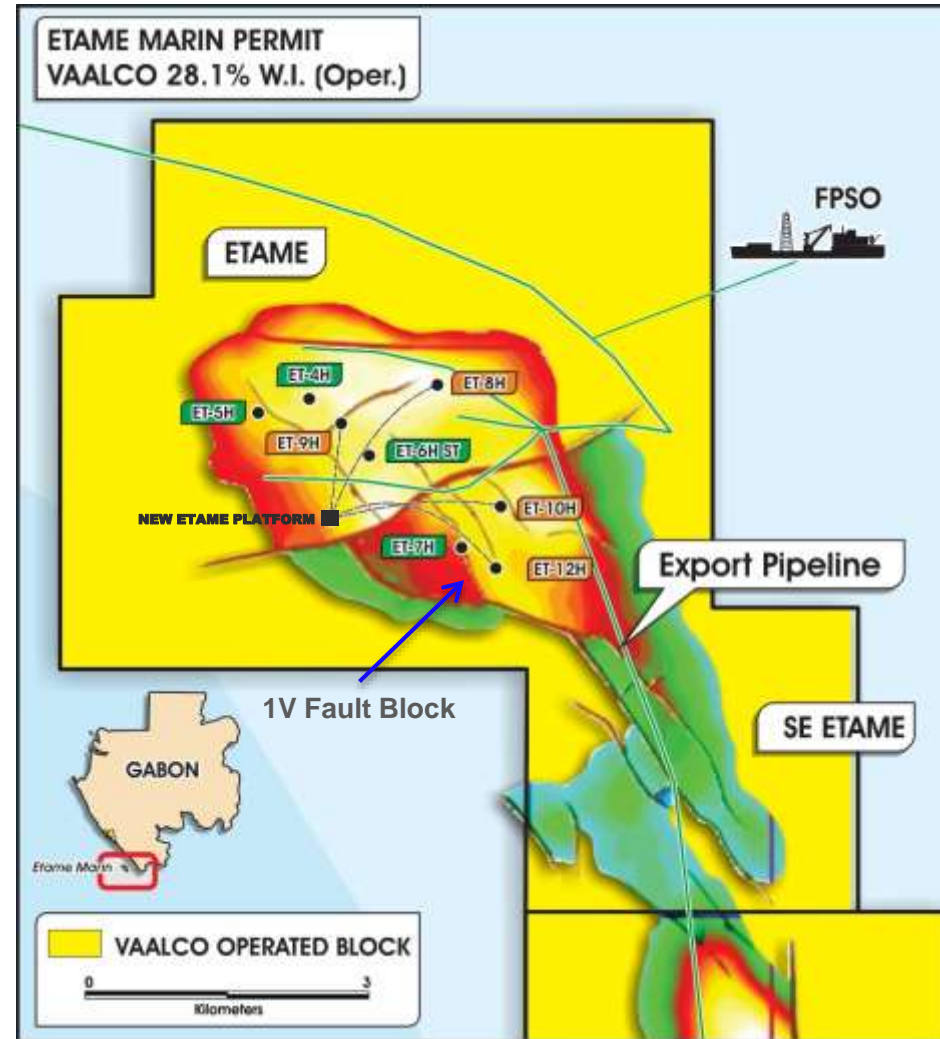 ETAME MARIN PERMIT
VAALCO 28.1% W.I. (Oper.)
FPSO
ETAME
ET-4H
ET-8H
ET-5H
ET-9H
ET-6H ST
ET-10H
NEW ETAME PLATFORM
ET-7H
ET-12H
Export Pipeline
1V Fault Block
SE ETAME
GABON
Etame Marin
VAALCO OPERATED BLOCK
0 3
Kilometers